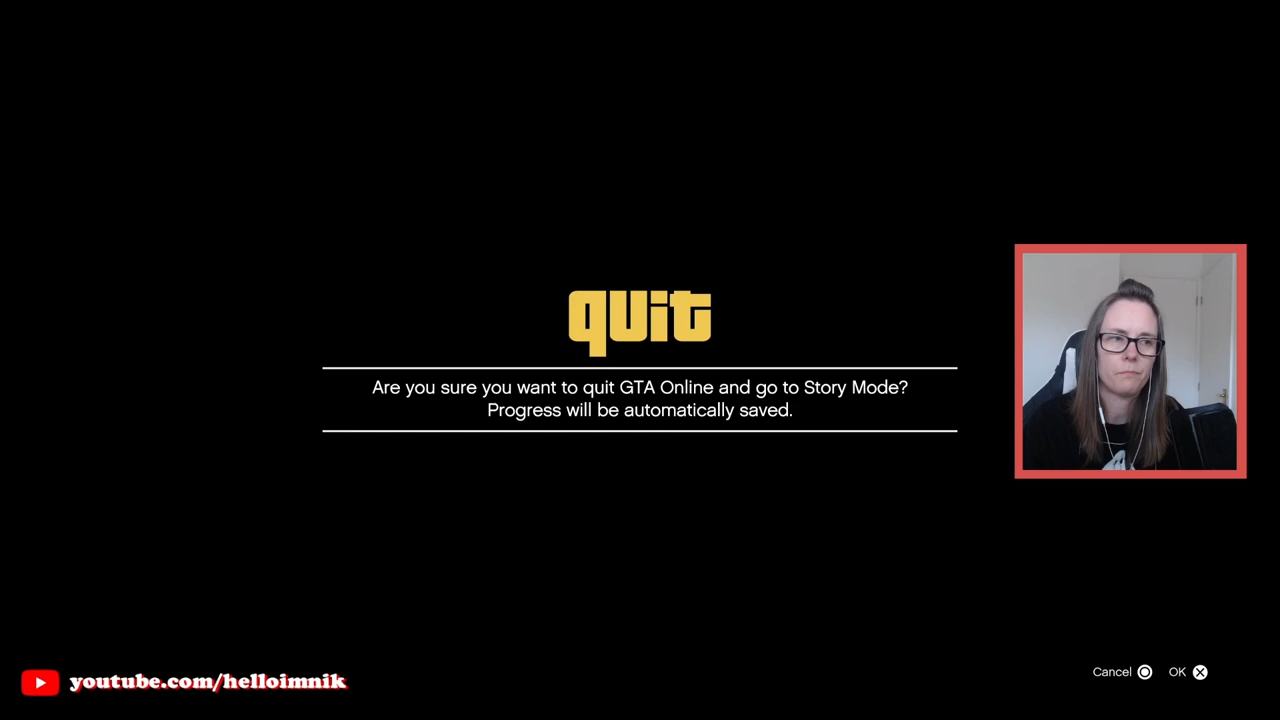 quit
Are you sure you want to quit GTA Online and go to Story Mode?
Progress will be automatically saved.
youtube.com/helloimnik
Cancel OK